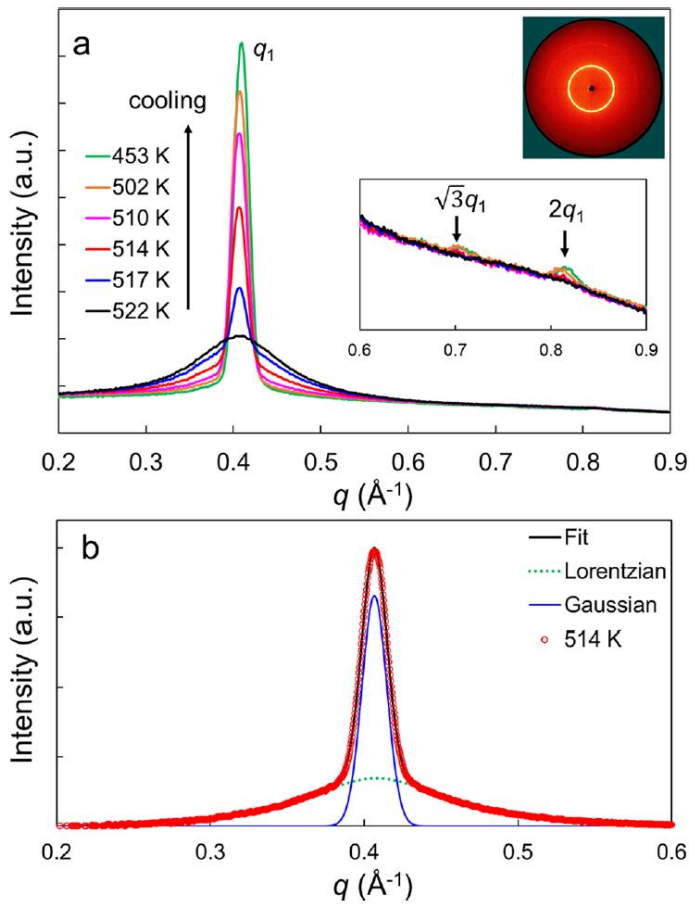 a
q₁
cooling
453 K
502 K
510 K
514 K
517 K
522 K
Intensity (a.u.)
√3q₁
2q₁
0.6 0.7 0.8 0.9
0.2 0.3 0.4 0.5 0.6 0.7 0.8 0.9
q (Å⁻¹)
b
Fit
Lorentzian
Gaussian
514 K
Intensity (a.u.)
0.2 0.3 0.4 0.5 0.6
q (Å⁻¹)